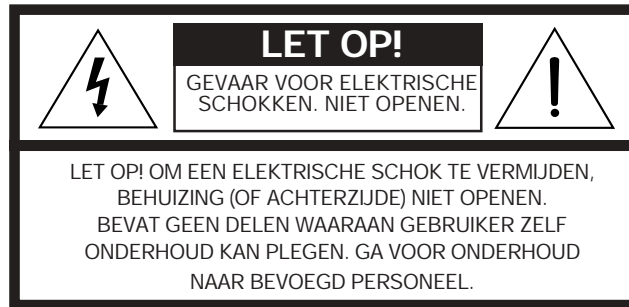 LET OP!
GEVAAR VOOR ELEKTRISCHE
SCHOKKEN. NIET OPENEN.
LET OP! OM EEN ELEKTRISCHE SCHOK TE VERMIJDEN,
BEHUIZING (OF ACHTERZIJDE) NIET OPENEN.
BEVAT GEEN DELEN WAARAAN GEBRUIKER ZELF
ONDERHOUD KAN PLEGEN. GA VOOR ONDERHOUD
NAAR BEVOEGD PERSONEEL.